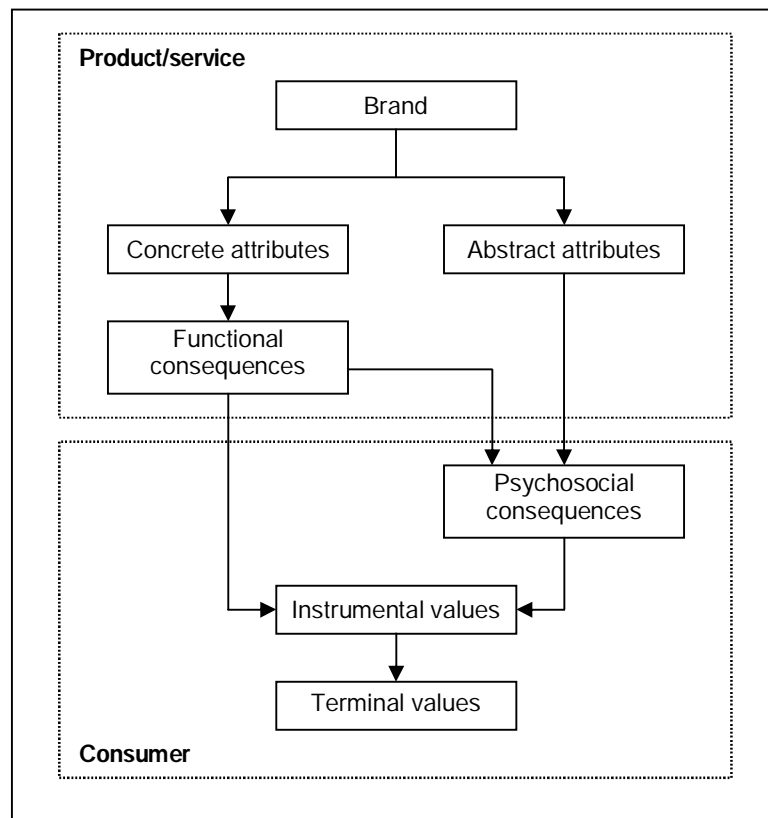 Product/service
Brand
Concrete attributes
Abstract attributes
Functional
consequences
Psychosocial
consequences
Instrumental values
Terminal values
Consumer